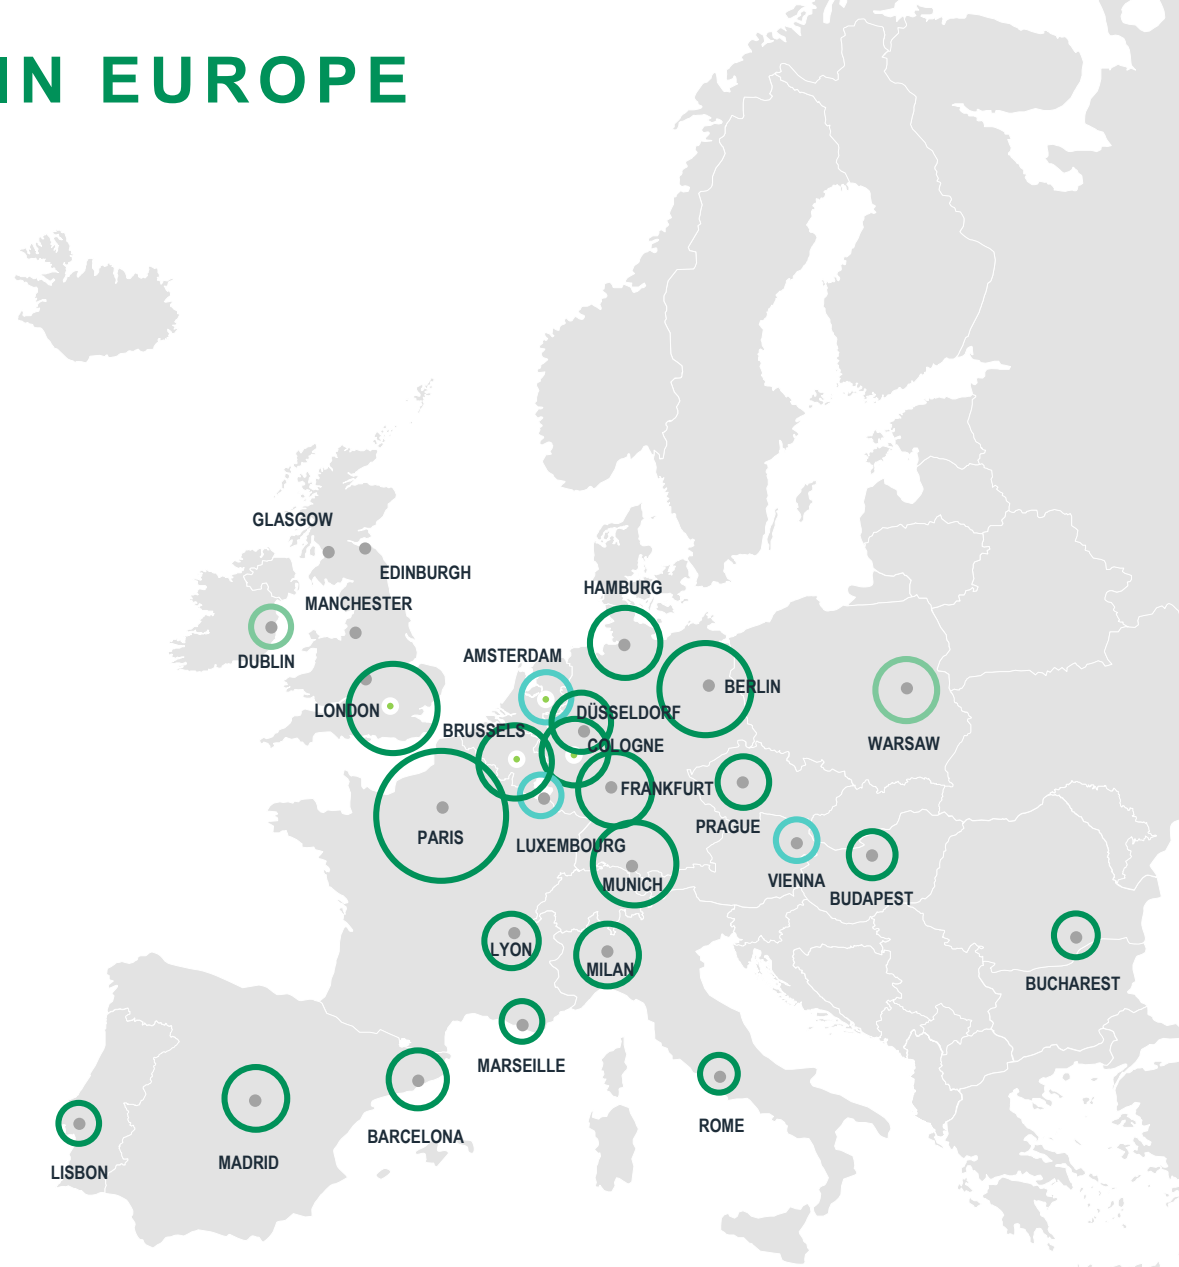 IN EUROPE
GLASGOW
EDINBURGH
HAMBURG
MANCHESTER
AMSTERDAM
DUBLIN
BERLIN
LONDON
DÜSSELDORF
BRUSSELS
COLOGNE
WARSAW
FRANKFURT
PRAGUE
PARIS
LUXEMBOURG
VIENNA
MUNICH
BUDAPEST
LYON
MILAN
BUCHAREST
MARSEILLE
ROME
BARCELONA
MADRID
LISBON